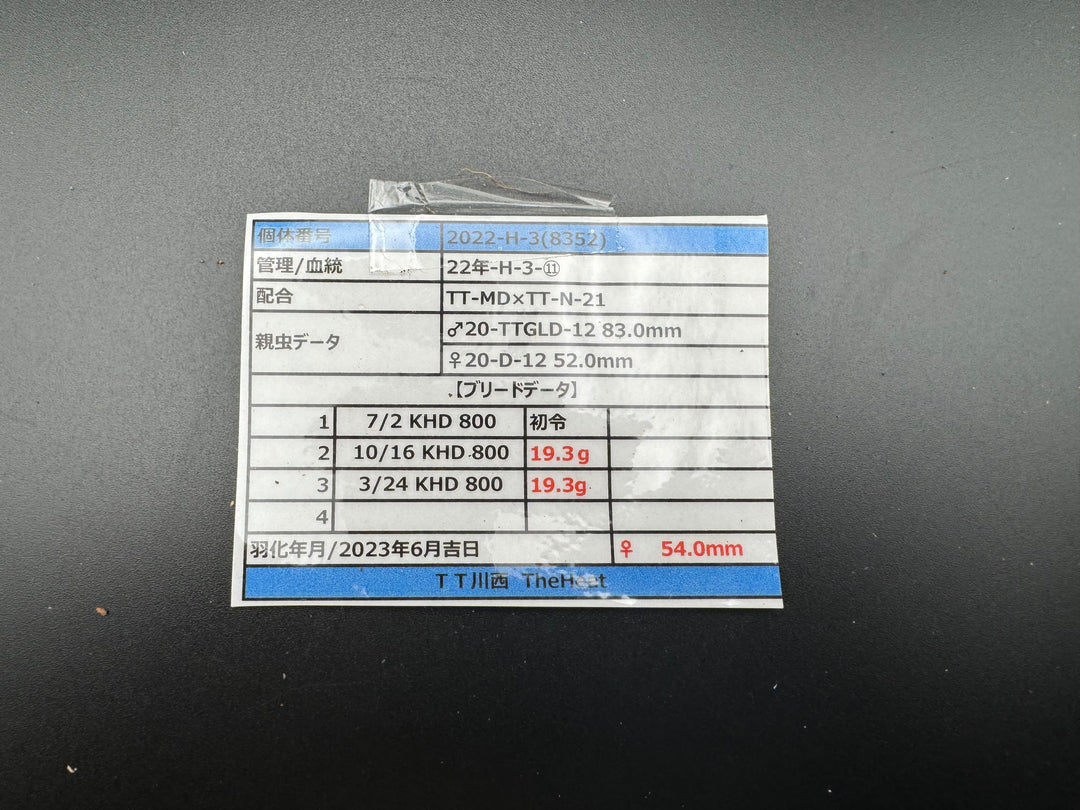 個体番号 2022-H-3(8352)
管理/血統 22年-H-3-⑪
配合 TT-MD×TT-N-21
親虫データ ♂20-TTGLD-12 83.0mm
♀20-D-12 52.0mm
【ブリードデータ】
1 7/2 KHD 800 初令
2 10/16 KHD 800 19.3g
3 3/24 KHD 800 19.3g
4
羽化年月/2023年6月吉日 ♀ 54.0mm
ＴＴ川西 TheHeat